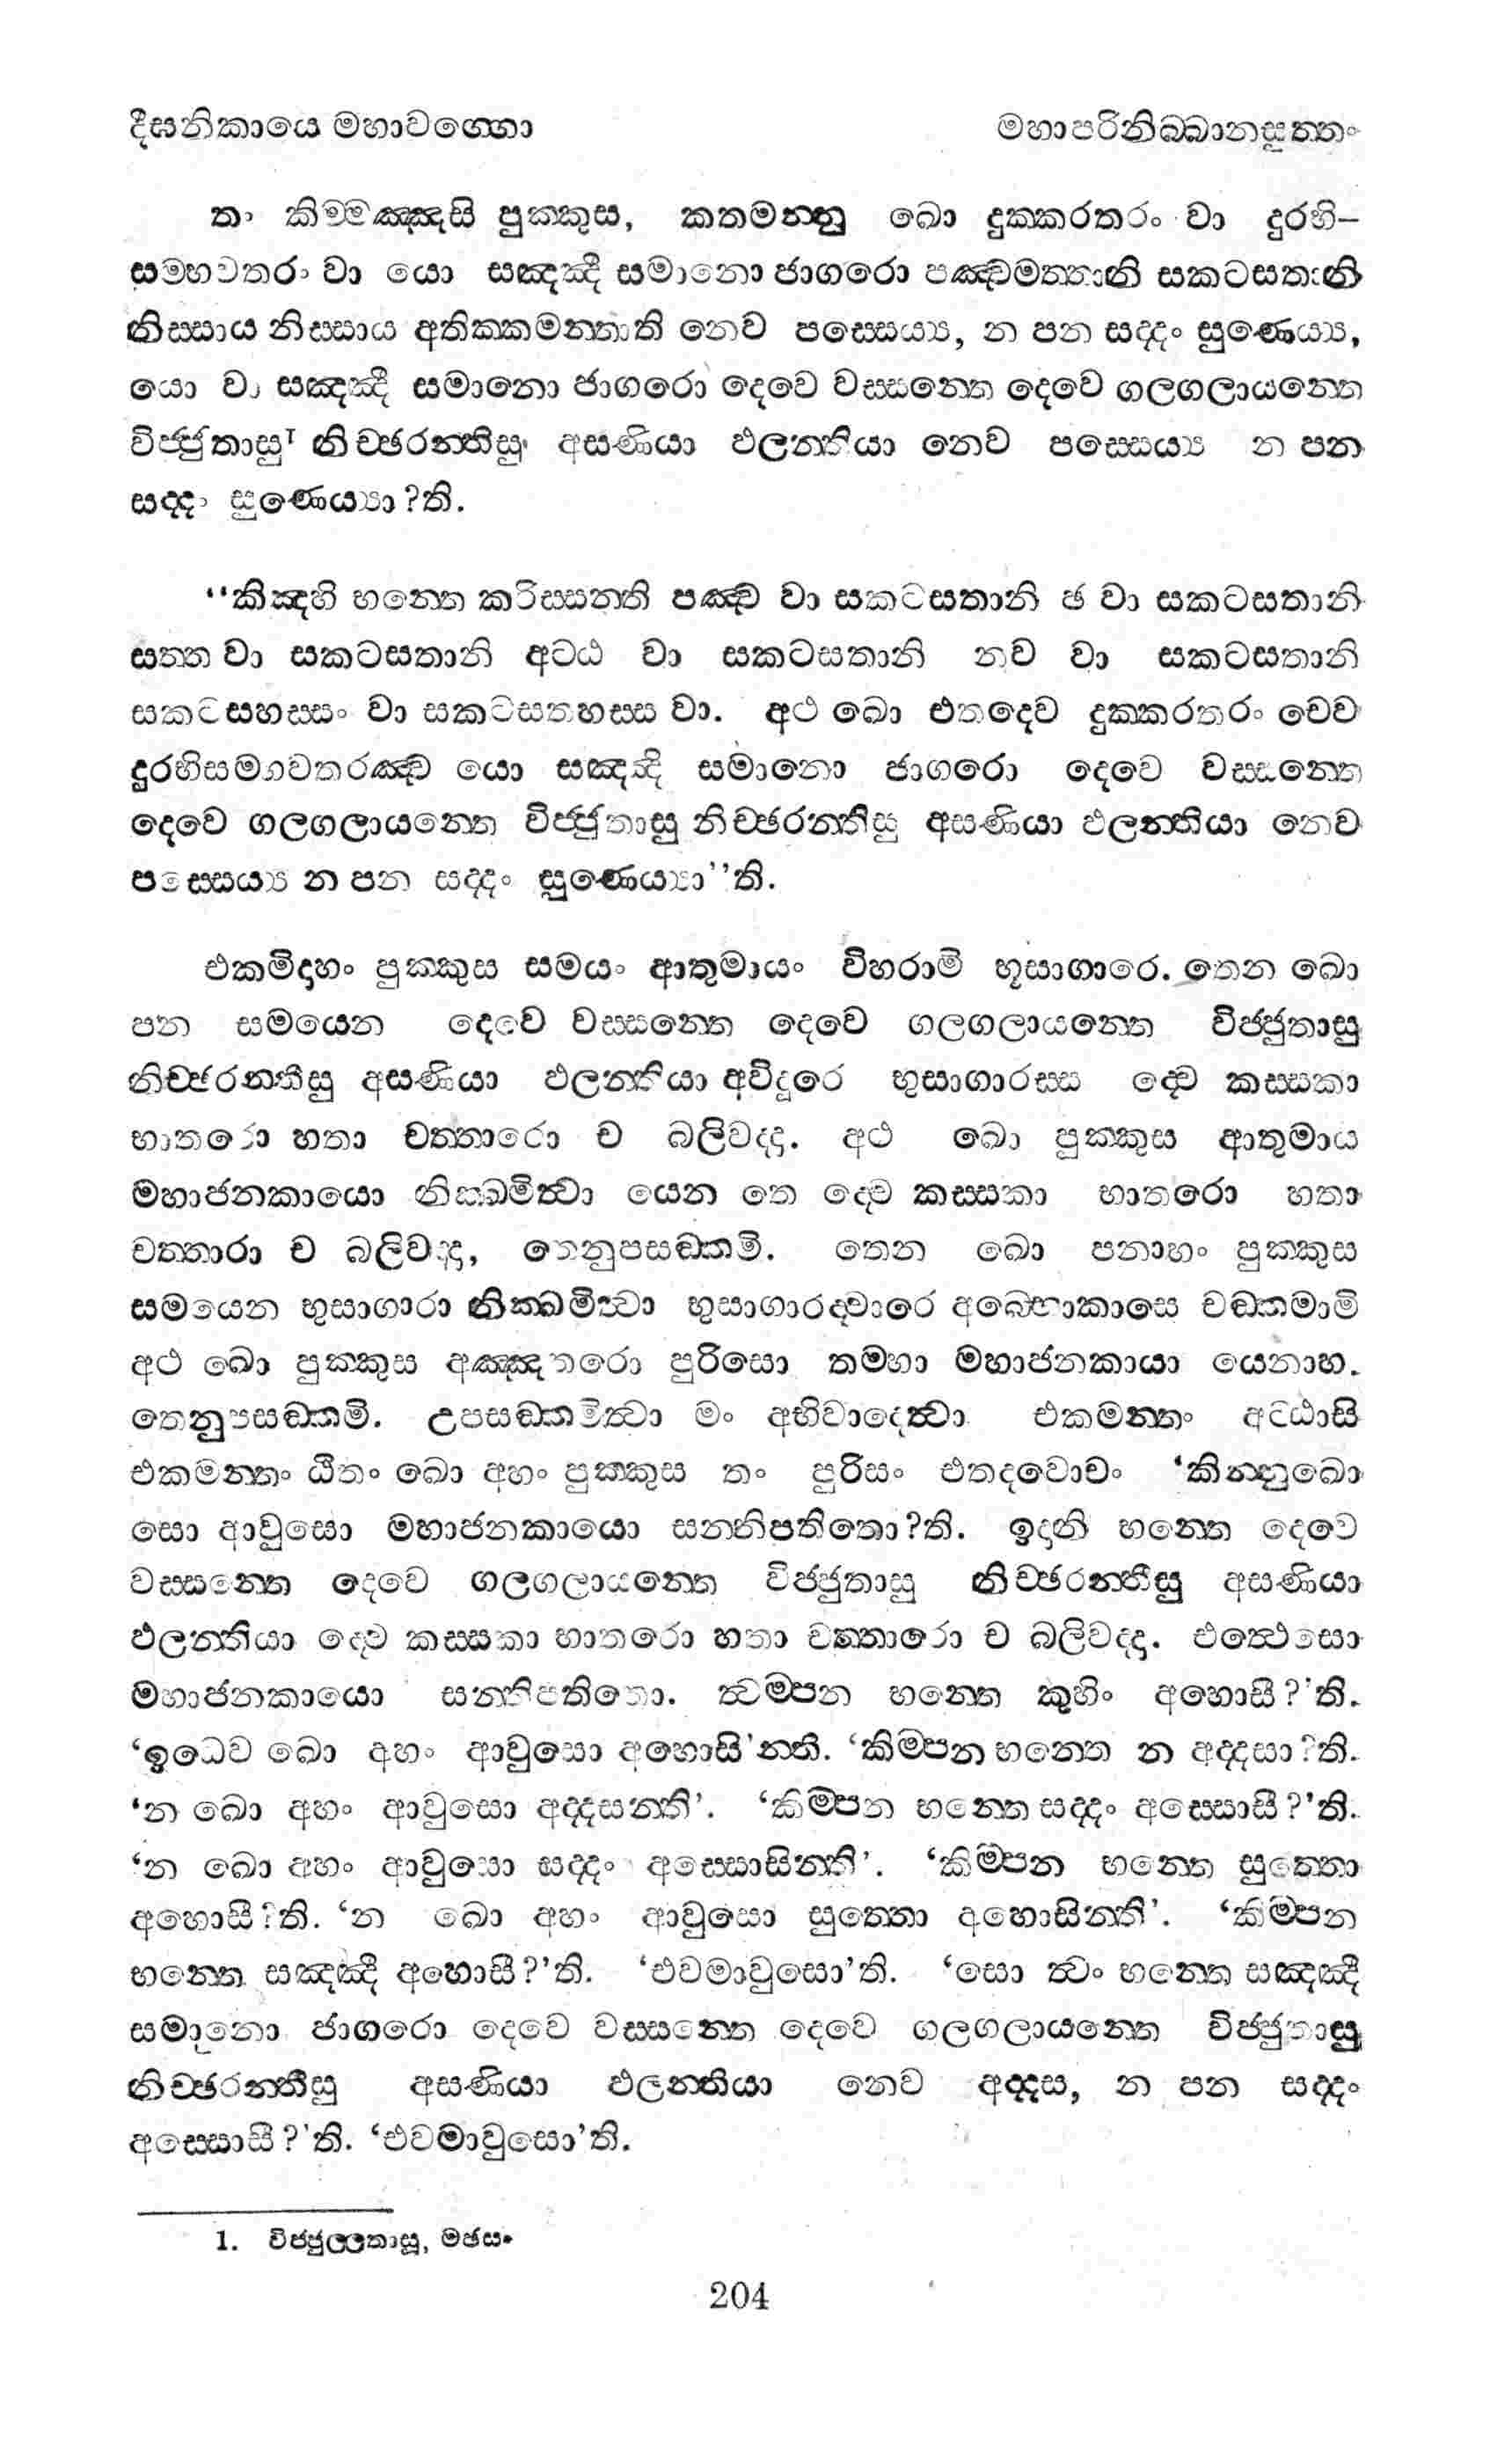 දීඝනිකායෙ මහාවග්ගො
මහාපරිනිබ්බානසුත්තං
තං කිම්මඤ්ඤසි පුක්කුස, කතමන්නු ඛො දුක්කරතරං වා දුරභි-
සම්භවතරං වා යො සඤ්ඤී සමානො ජාගරො පඤ්චමත්තානි සකටසතානි
නිස්සාය නිස්සාය අතික්කමන්තානි නෙව පස්සෙය්‍ය, න පන සද්දං සුණෙය්‍ය,
යො වා සඤ්ඤී සමානො ජාගරො දෙවෙ වස්සන්තෙ දෙවෙ ගලගලායන්තෙ
විජ්ජුතාසු¹ නිච්ඡරන්තිසු අසණියා ඵලන්තියා නෙව පස්සෙය්‍ය න පන
සද්දං සුණෙය්‍යා?ති.
“කිඤ්හි භන්තෙ කරිස්සන්ති පඤ්ච වා සකටසතානි ඡ වා සකටසතානි
සත්ත වා සකටසතානි අට්ඨ වා සකටසතානි නව වා සකටසතානි
සකටසහස්සං වා සකටසතහස්ස වා. අථ ඛො එතදෙව දුක්කරතරං චෙව
දුරභිසම්භවතරඤ්ච යො සඤ්ඤි සමානො ජාගරො දෙවෙ වස්සන්තෙ
දෙවෙ ගලගලායන්තෙ විජ්ජුතාසු නිච්ඡරන්තිසු අසණියා ඵලන්තියා නෙව
පස්සෙය්‍ය න පන සද්දං සුණෙය්‍යා’’ති.
එකමිදාහං පුක්කුස සමයං ආතුමායං විහරාමි භූසාගාරෙ. තෙන ඛො
පන සමයෙන දෙවෙ වස්සන්තෙ දෙවෙ ගලගලායන්තෙ විජ්ජුතාසු
නිච්ඡරන්තීසු අසණියා ඵලන්තියා අවිදූරෙ භුසාගාරස්ස ද්වෙ කස්සකා
භාතරො හතා චත්තාරො ච බලිවද්දා. අථ ඛො පුක්කුස ආතුමාය
මහාජනකායො නික්ඛමිත්වා යෙන තෙ ද්වෙ කස්සකා භාතරො හතා
චත්තාරා ච බලිවද්දා, තෙනුපසඞ්කමි. තෙන ඛො පනාහං පුක්කුස
සමයෙන භුසාගාරා නික්ඛමිත්වා භුසාගාරද්වාරෙ අබ්භොකාසෙ චඞ්කමාමි
අථ ඛො පුක්කුස අඤ්ඤතරො පුරිසො තම්හා මහාජනකායා යෙනාහං
තෙනුපසඞ්කමි. උපසඞ්කමිත්වා මං අභිවාදෙත්වා එකමන්තං අට්ඨාසි
එකමන්තං ඨිතං ඛො අහං පුක්කුස තං පුරිසං එතදවොචං ‘කින්නුඛො
සො ආවුසො මහාජනකායො සන්නිපතිතො?ති. ඉදානි භන්තෙ දෙවෙ
වස්සන්තෙ දෙවෙ ගලගලායන්තෙ විජ්ජුතාසු නිච්ඡරන්තීසු අසණියා
ඵලන්තියා ද්වෙ කස්සකා භාතරො හතා චත්තාරො ච බලිවද්දා. එත්ථෙසො
මහාජනකායො සන්නිපතිතො. ත්වම්පන භන්තෙ කුහිං අහොසී?’ති.
‘ඉධෙව ඛො අහං ආවුසො අහොසි’න්ති. ‘කිම්පන භන්තෙ න අද්දසා?ති.
‘න ඛො අහං ආවුසො අද්දසන්ති’. ‘කිම්පන භන්තෙ සද්දං අස්සොසී?’ති.
‘න ඛො අහං ආවුසො සද්දං අස්සොසින්ති’. ‘කිම්පන භන්තෙ සුත්තො
අහොසී?ති. ‘න ඛො අහං ආවුසො සුත්තො අහොසින්ති’. ‘කිම්පන
භන්තෙ සඤ්ඤී අහොසී?’ති. ‘එවමාවුසො’ති. ‘සො ත්වං භන්තෙ සඤ්ඤී
සමානො ජාගරො දෙවෙ වස්සන්තෙ දෙවෙ ගලගලායන්තෙ විජ්ජුතාසු
නිච්ඡරන්තීසු අසණියා ඵලන්තියා නෙව අද්දස, න පන සද්දං
අස්සොසී?’ති. ‘එවමාවුසො’ති.
1. විජ්ජුල්ලතාසූ, මඡසං
204